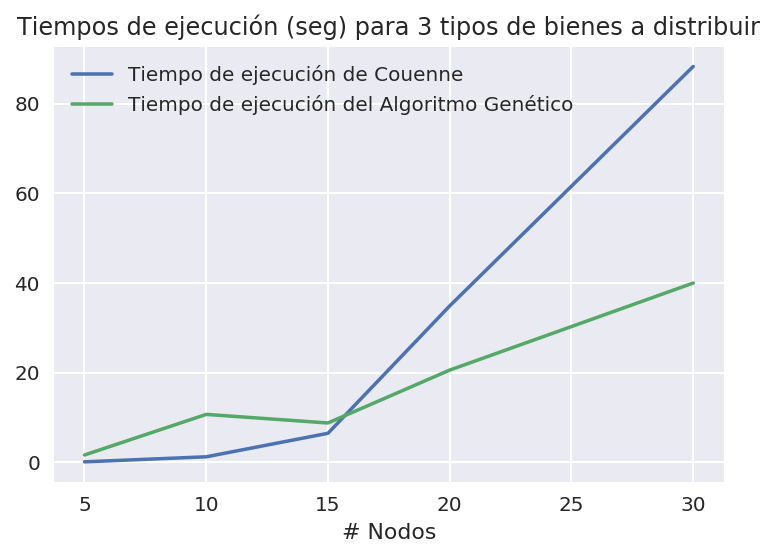 Tiempos de ejecución (seg) para 3 tipos de bienes a distribuir
Tiempo de ejecución de Couenne
Tiempo de ejecución del Algoritmo Genético
80
60
40
20
0
5 10 15 20 25 30
# Nodos